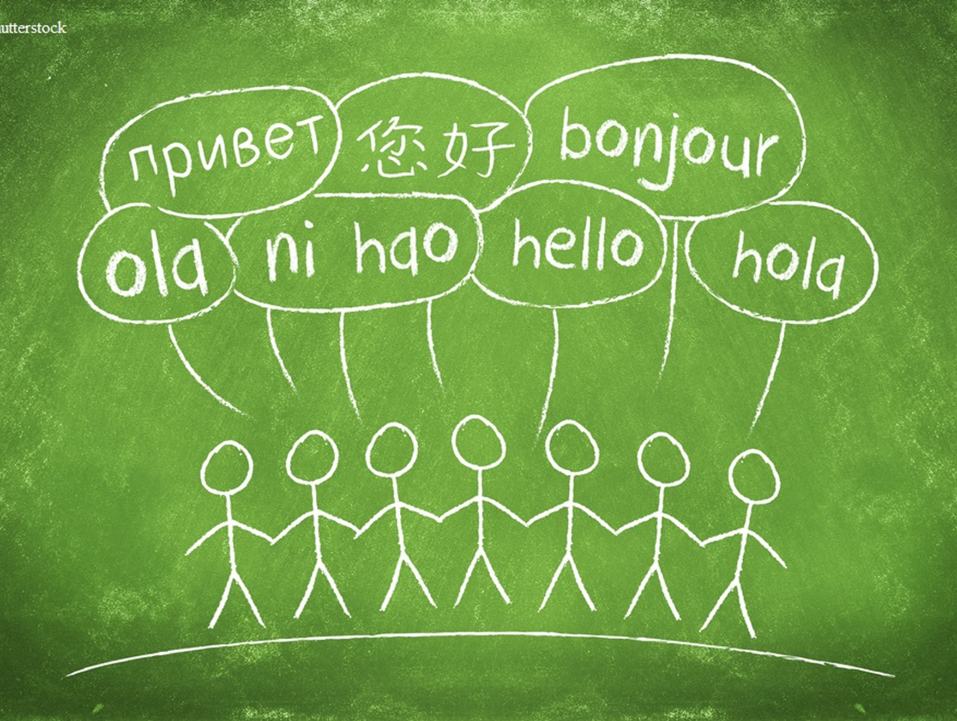 utterstock
привет 您好 bonjour
ola ni hao hello hola